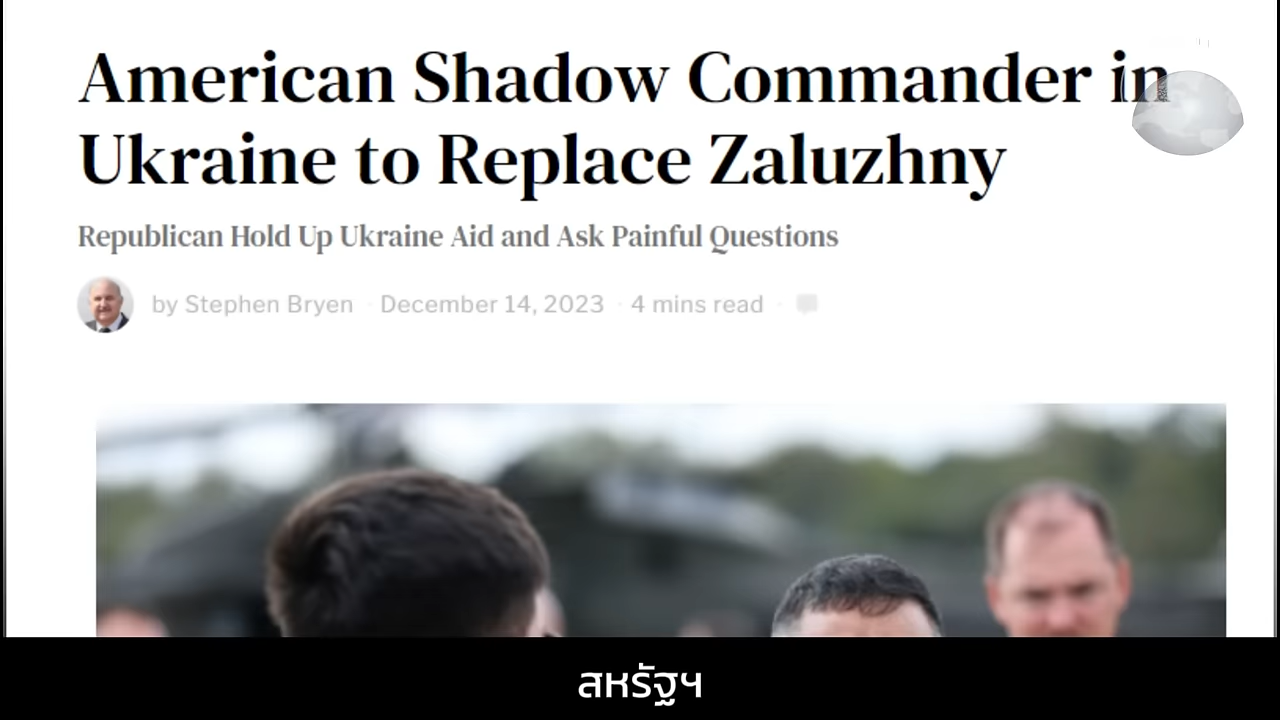 American Shadow Commander in
Ukraine to Replace Zaluzhny
Republican Hold Up Ukraine Aid and Ask Painful Questions
by Stephen Bryen · December 14, 2023 · 4 mins read ·
สหรัฐฯ